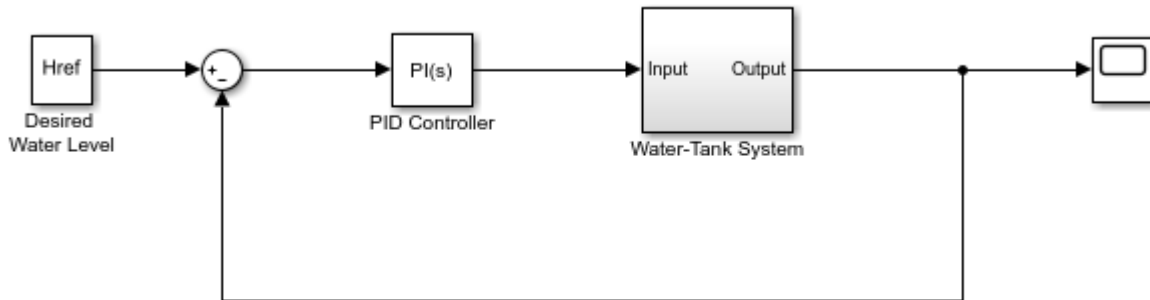 Href
Desired
Water Level
+
−
PI(s)
PID Controller
Input
Output
Water-Tank System